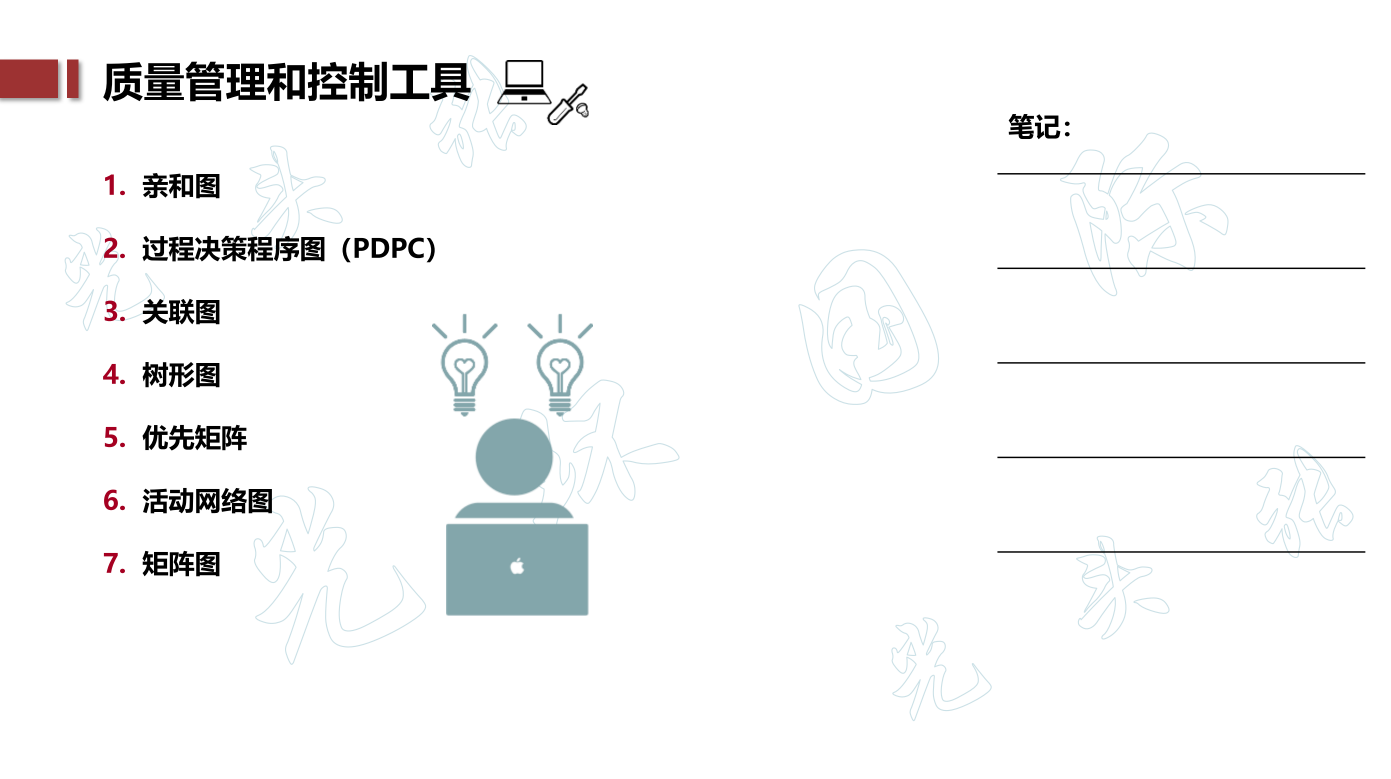 质量管理和控制工具
1. 亲和图
2. 过程决策程序图（PDPC）
3. 关联图
4. 树形图
5. 优先矩阵
6. 活动网络图
7. 矩阵图
笔记：